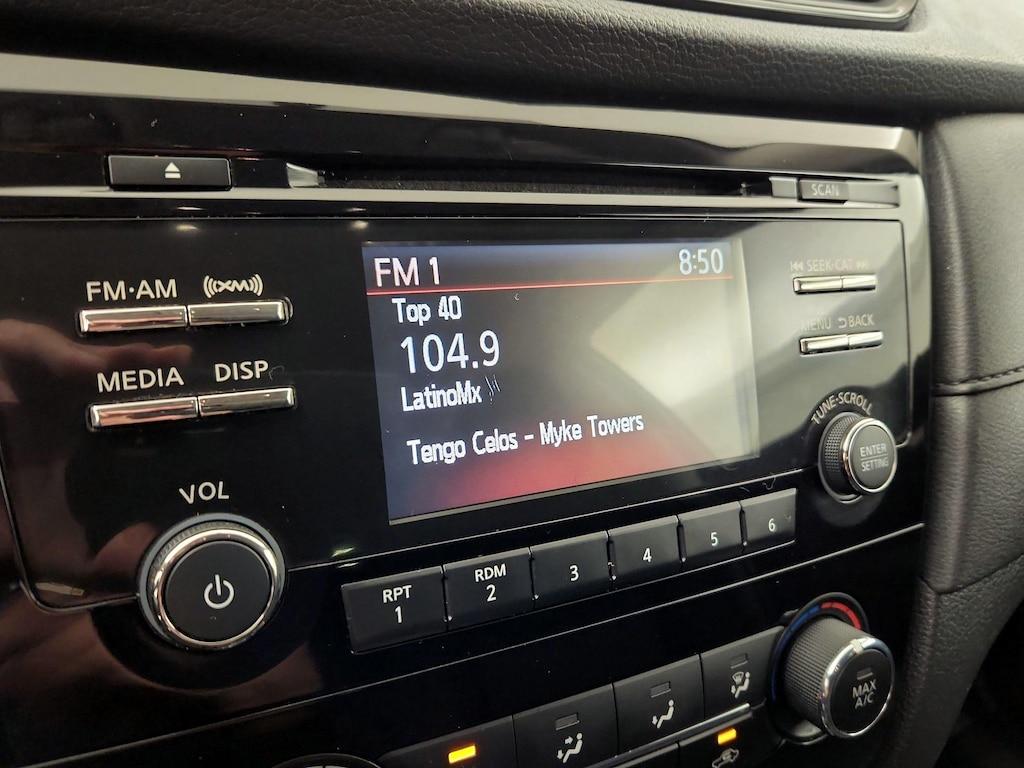 SCAN
FM·AM
((XM))
FM 1
8:50
SEEK·CAT
Top 40
104.9
LatinoMx
Tengo Celos - Myke Towers
MENU
BACK
MEDIA
DISP
TUNE·SCROLL
ENTER
SETTING
VOL
RPT
1
RDM
2
3
4
5
6
MAX
A/C